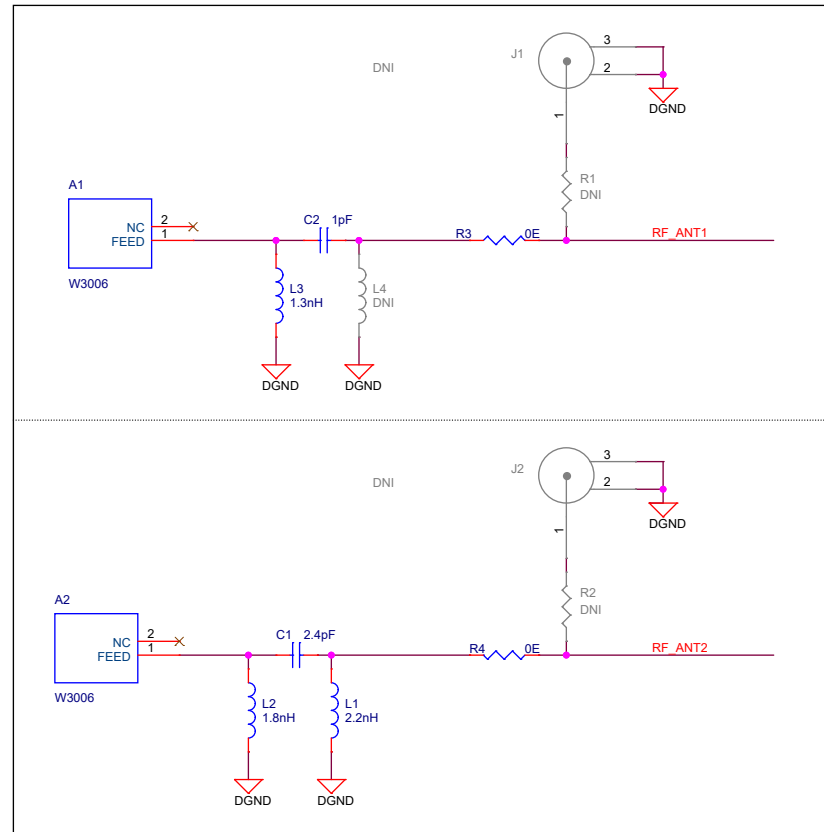 DNI
J1
3
2
DGND
1
R1
DNI
A1
NC 2
FEED 1
W3006
C2 1pF
R3 0E
RF_ANT1
L3
1.3nH
L4
DNI
DGND
DGND
DNI
J2
3
2
DGND
1
R2
DNI
A2
NC 2
FEED 1
W3006
C1 2.4pF
R4 0E
RF_ANT2
L2
1.8nH
L1
2.2nH
DGND
DGND